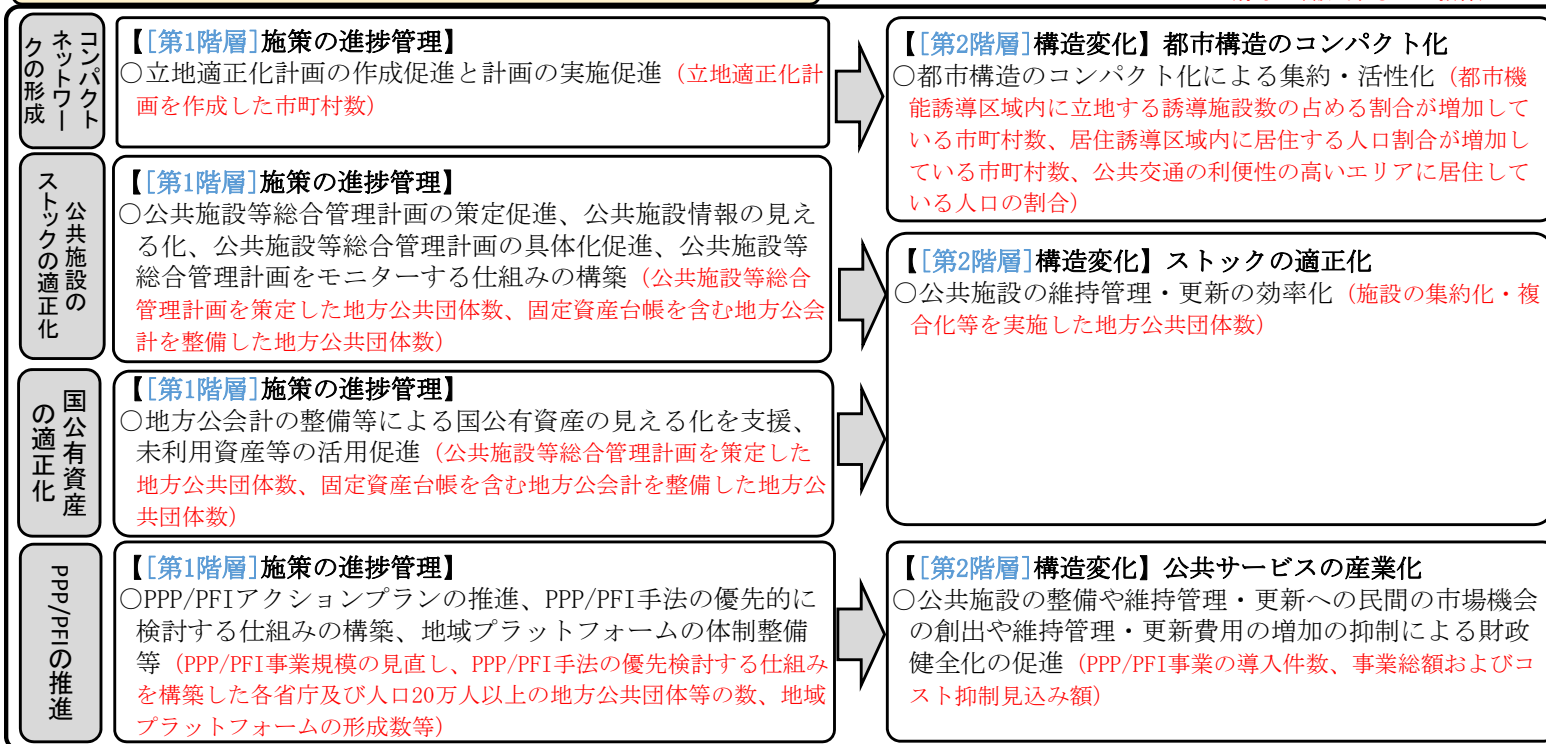 コンパクト
ネットワー
クの形成
【[第1階層]施策の進捗管理】
○立地適正化計画の作成促進と計画の実施促進（立地適正化計
画を作成した市町村数）
【[第2階層]構造変化】都市構造のコンパクト化
○都市構造のコンパクト化による集約・活性化（都市機
能誘導区域内に立地する誘導施設数の占める割合が増加して
いる市町村数、居住誘導区域内に居住する人口割合が増加し
ている市町村数、公共交通の利便性の高いエリアに居住して
いる人口の割合）
公共施設の
ストックの適正化
【[第1階層]施策の進捗管理】
○公共施設等総合管理計画の策定促進、公共施設情報の見え
る化、公共施設等総合管理計画の具体化促進、公共施設等
総合管理計画をモニターする仕組みの構築（公共施設等総合
管理計画を策定した地方公共団体数、固定資産台帳を含む地方公会
計を整備した地方公共団体数）
【[第2階層]構造変化】ストックの適正化
○公共施設の維持管理・更新の効率化（施設の集約化・複
合化等を実施した地方公共団体数）
国公有資産
の適正化
【[第1階層]施策の進捗管理】
○地方公会計の整備等による国公有資産の見える化を支援、
未利用資産等の活用促進（公共施設等総合管理計画を策定した
地方公共団体数、固定資産台帳を含む地方公会計を整備した地方公
共団体数）
PPP/PFIの推進
【[第1階層]施策の進捗管理】
○PPP/PFIアクションプランの推進、PPP/PFI手法の優先的に
検討する仕組みの構築、地域プラットフォームの体制整備
等（PPP/PFI事業規模の見直し、PPP/PFI手法の優先検討する仕組み
を構築した各省庁及び人口20万人以上の地方公共団体等の数、地域
プラットフォームの形成数等）
【[第2階層]構造変化】公共サービスの産業化
○公共施設の整備や維持管理・更新への民間の市場機会
の創出や維持管理・更新費用の増加の抑制による財政
健全化の促進（PPP/PFI事業の導入件数、事業総額およびコ
スト抑制見込み額）